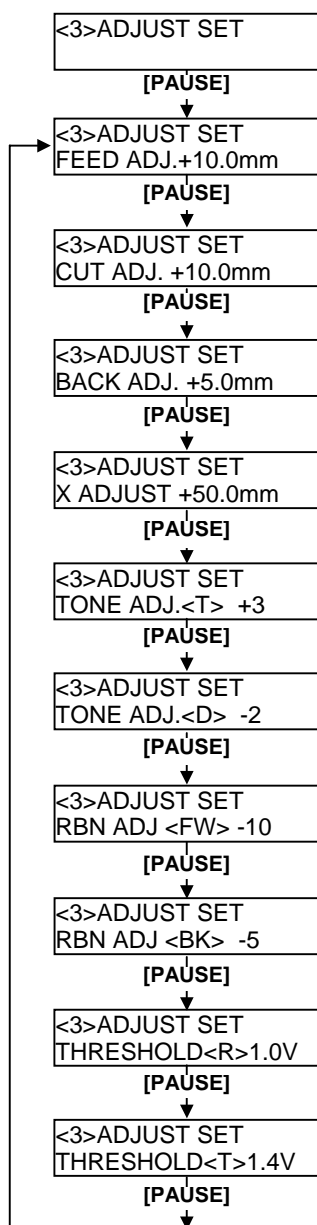 <3>ADJUST SET
[PAUSE]
<3>ADJUST SET
FEED ADJ.+10.0mm
[PAUSE]
<3>ADJUST SET
CUT ADJ. +10.0mm
[PAUSE]
<3>ADJUST SET
BACK ADJ. +5.0mm
[PAUSE]
<3>ADJUST SET
X ADJUST +50.0mm
[PAUSE]
<3>ADJUST SET
TONE ADJ.<T> +3
[PAUSE]
<3>ADJUST SET
TONE ADJ.<D> -2
[PAUSE]
<3>ADJUST SET
RBN ADJ <FW> -10
[PAUSE]
<3>ADJUST SET
RBN ADJ <BK> -5
[PAUSE]
<3>ADJUST SET
THRESHOLD<R>1.0V
[PAUSE]
<3>ADJUST SET
THRESHOLD<T>1.4V
[PAUSE]